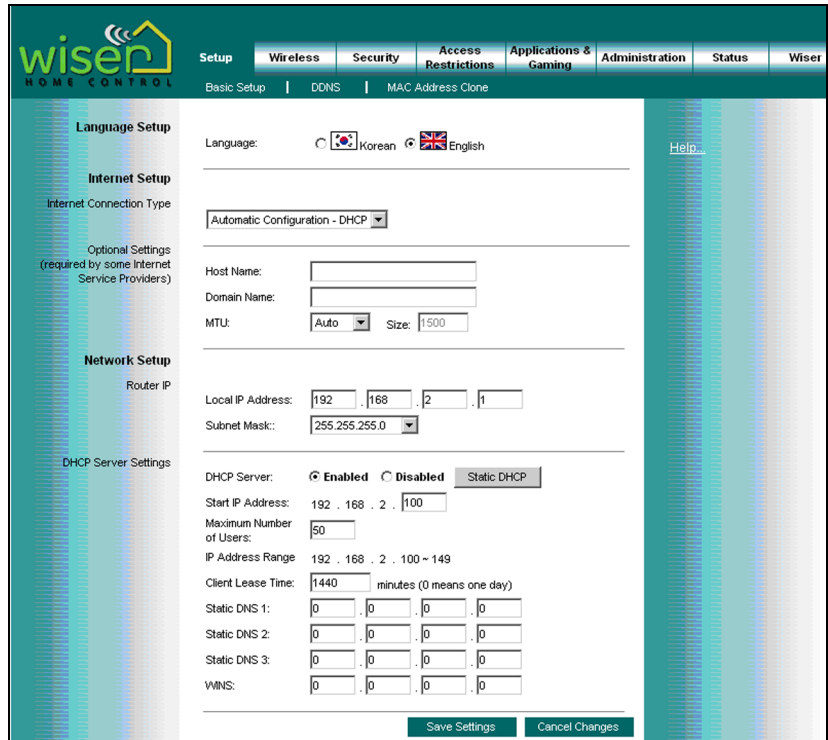 wiser
HOME CONTROL
Setup
Wireless
Security
Access Restrictions
Applications & Gaming
Administration
Status
Wiser
Basic Setup | DDNS | MAC Address Clone
Language Setup
Language: Korean English
Help...
Internet Setup
Internet Connection Type
Automatic Configuration - DHCP
Optional Settings
(required by some Internet
Service Providers)
Host Name:
Domain Name:
MTU: Auto Size: 1500
Network Setup
Router IP
Local IP Address: 192 . 168 . 2 . 1
Subnet Mask:: 255.255.255.0
DHCP Server Settings
DHCP Server: Enabled Disabled Static DHCP
Start IP Address: 192 . 168 . 2 . 100
Maximum Number
of Users: 50
IP Address Range 192 . 168 . 2 . 100 ~ 149
Client Lease Time: 1440 minutes (0 means one day)
Static DNS 1: 0 . 0 . 0 . 0
Static DNS 2: 0 . 0 . 0 . 0
Static DNS 3: 0 . 0 . 0 . 0
WINS: 0 . 0 . 0 . 0
Save Settings
Cancel Changes